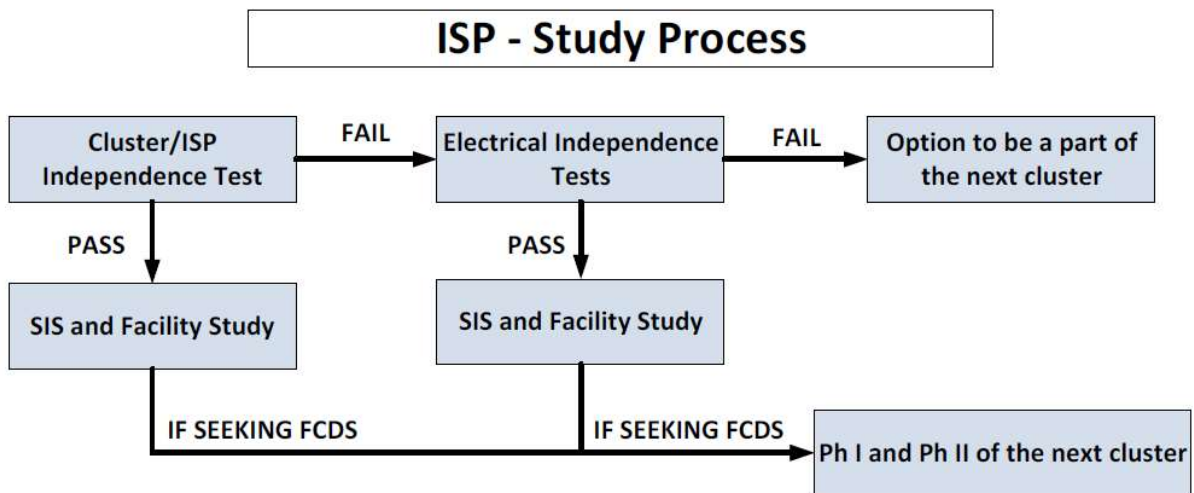 ISP - Study Process
Cluster/ISP
Independence Test
FAIL
Electrical Independence
Tests
FAIL
Option to be a part of
the next cluster
PASS
PASS
SIS and Facility Study
SIS and Facility Study
IF SEEKING FCDS
IF SEEKING FCDS
Ph I and Ph II of the next cluster